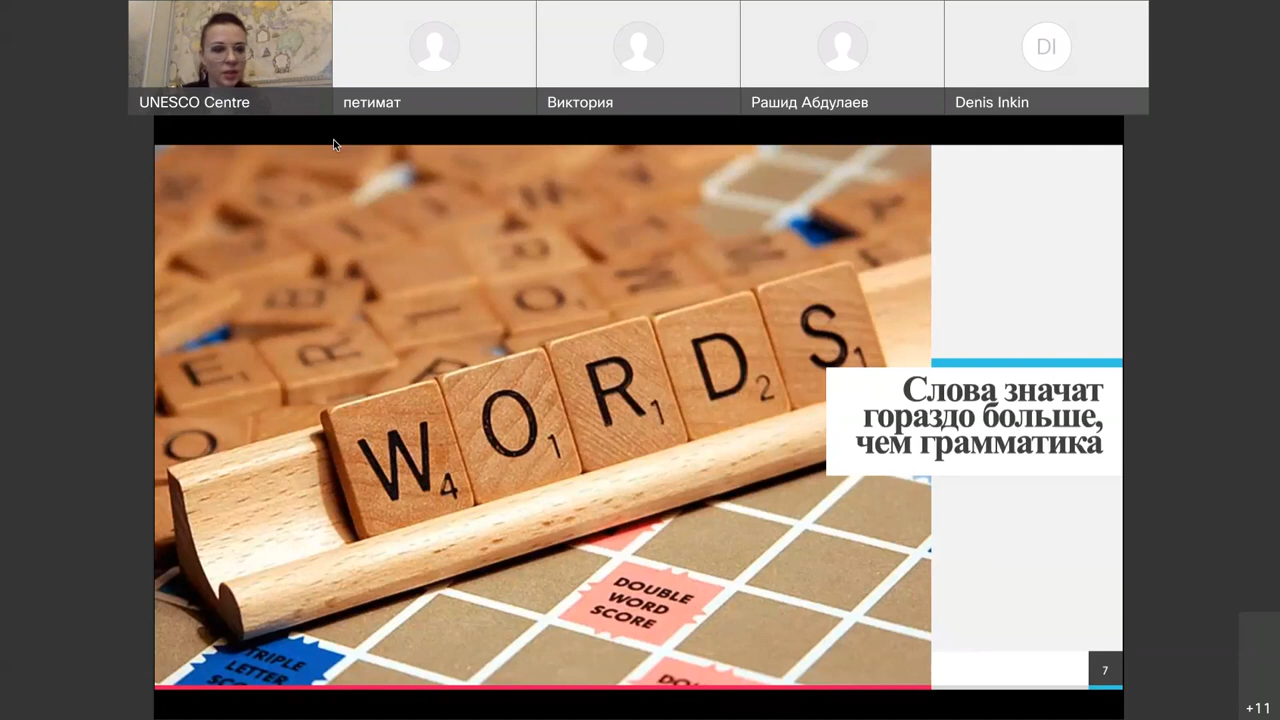 UNESCO Centre
петимат
Виктория
Рашид Абдулаев
DI
Denis Inkin
Слова значат
гораздо больше,
чем грамматика
W4 O1 R1 D2 S1
DOUBLE
WORD
SCORE
TRIPLE
LETTER
7
+11